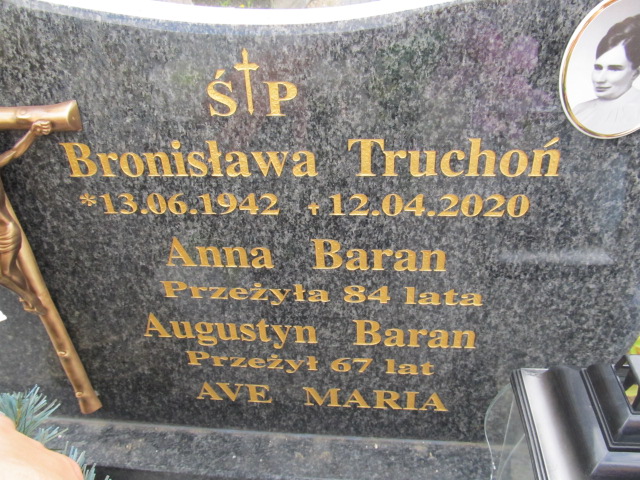 Ś†P
Bronisława Truchoń
*13.06.1942 +12.04.2020
Anna Baran
Przeżyła 84 lata
Augustyn Baran
Przeżył 67 lat
AVE MARIA